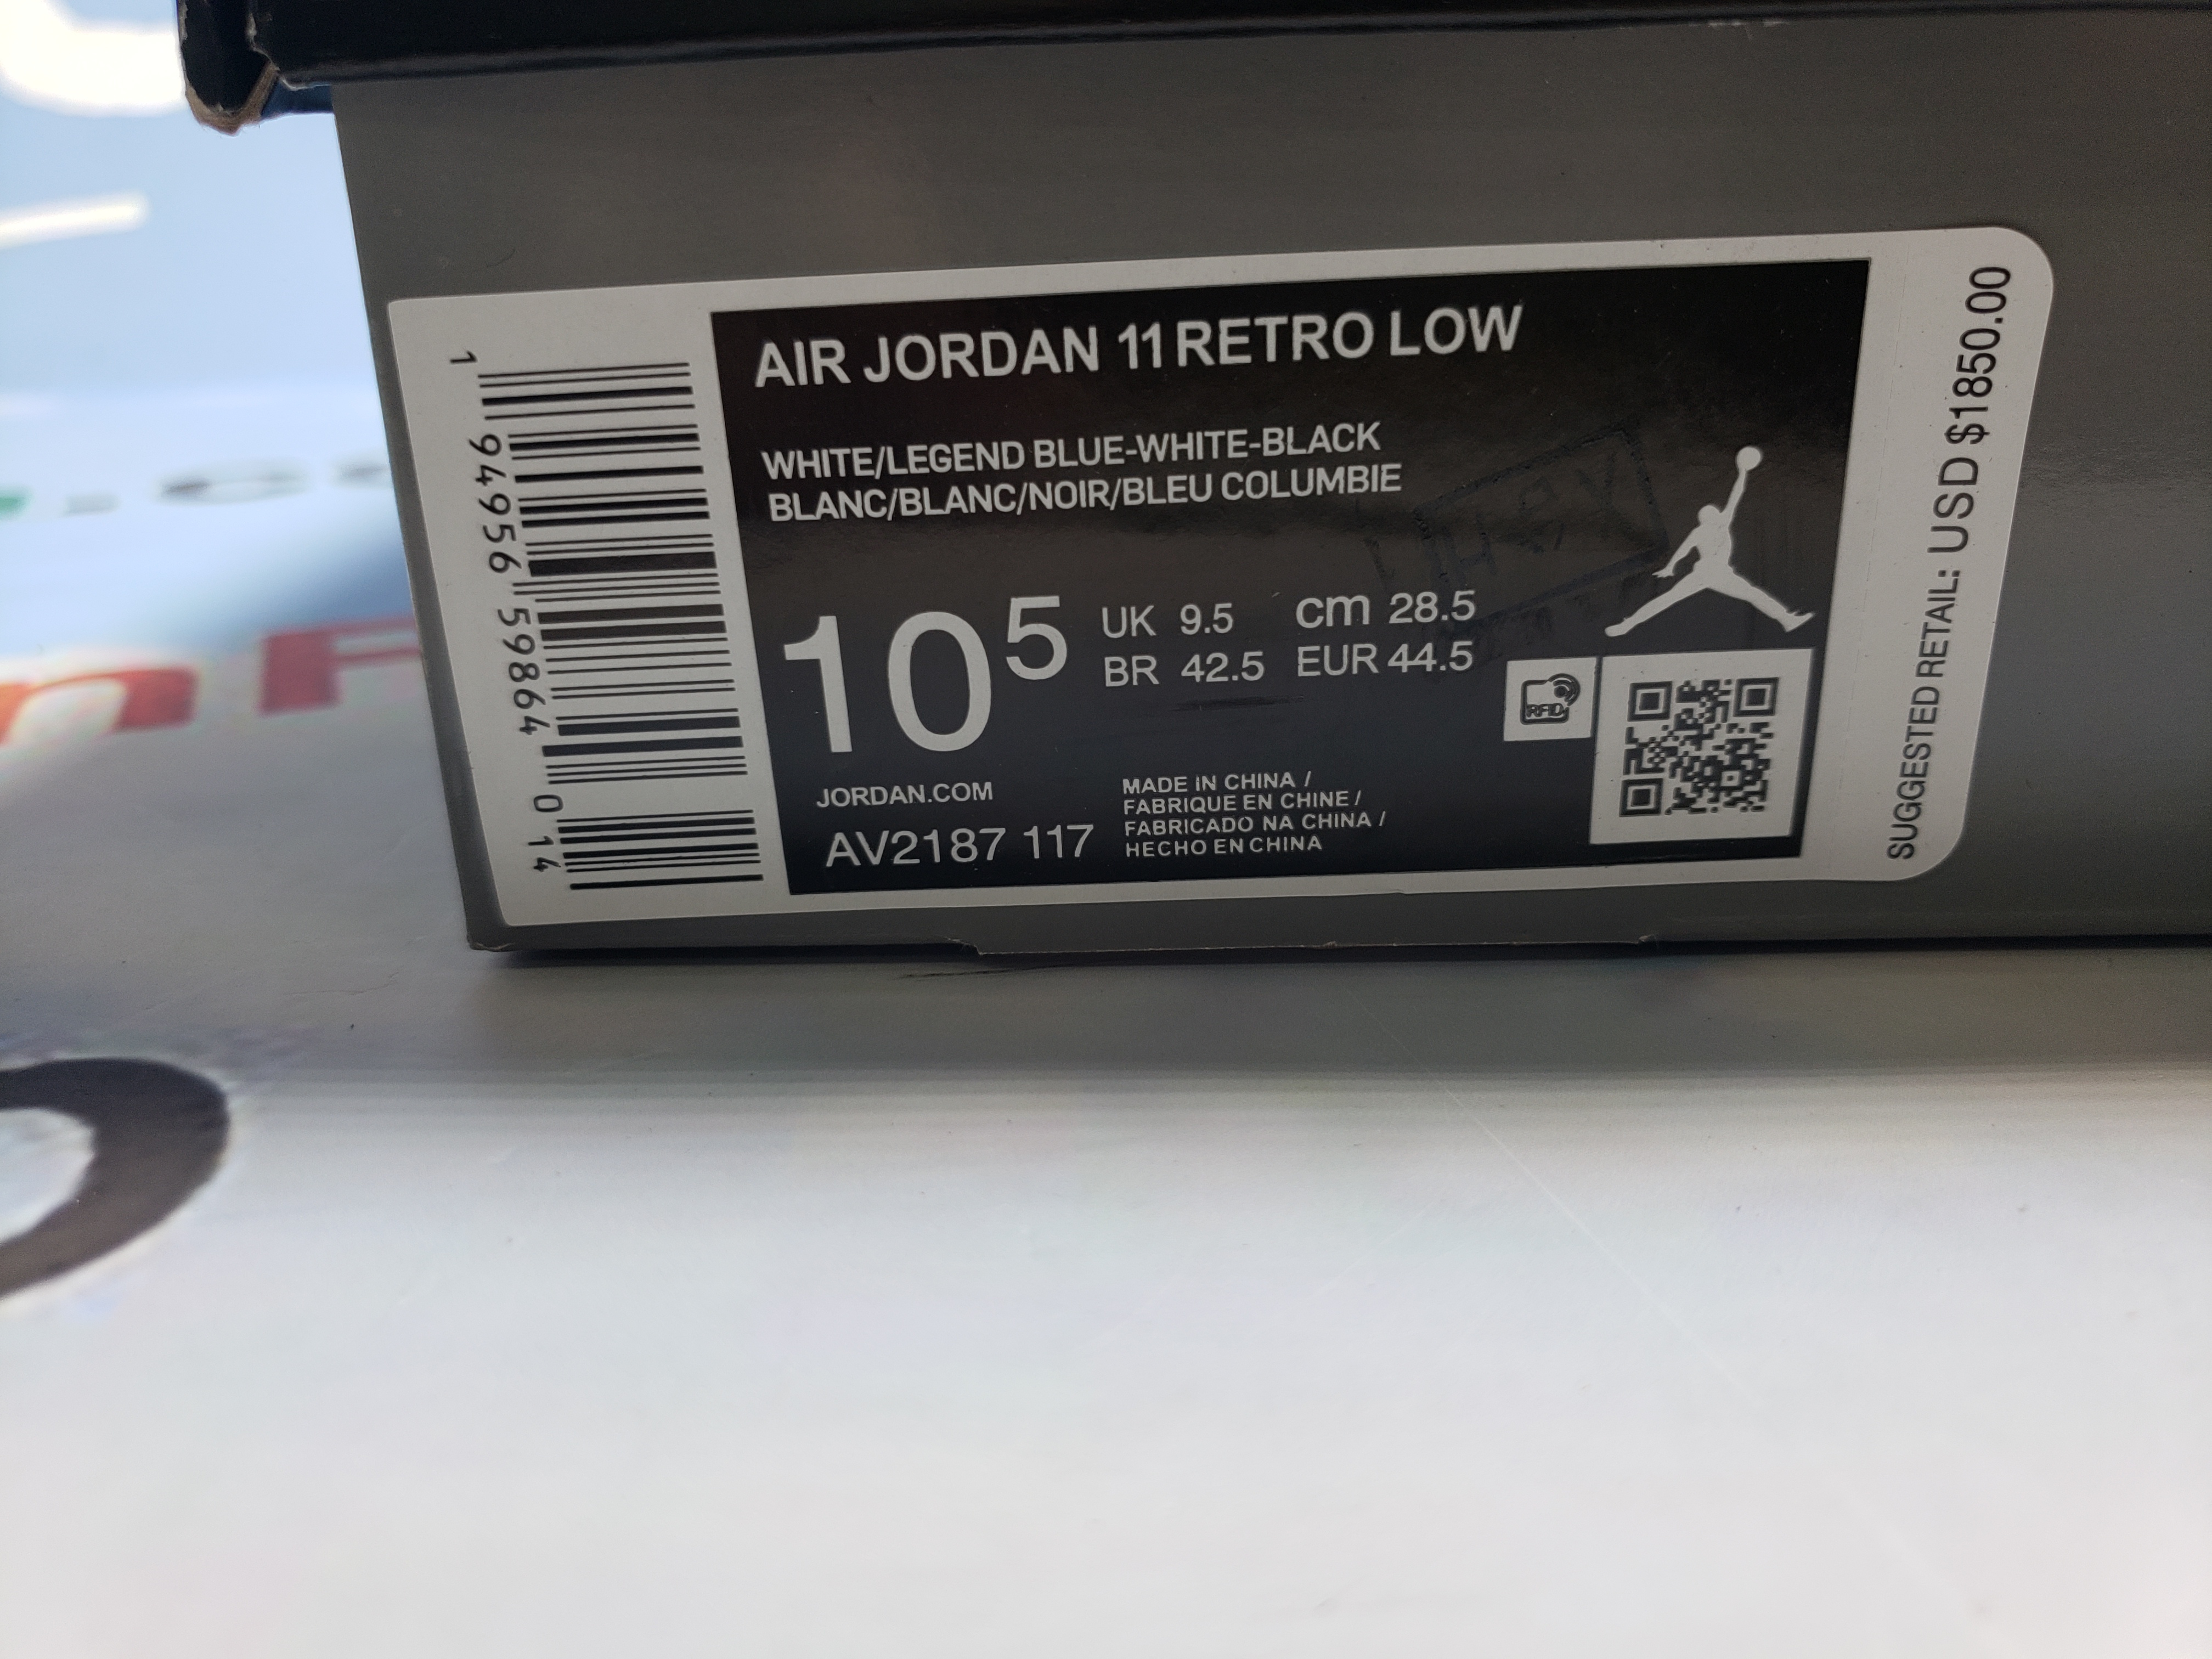 AIR JORDAN 11 RETRO LOW
WHITE/LEGEND BLUE-WHITE-BLACK
BLANC/BLANC/NOIR/BLEU COLUMBIE
10 5
UK 9.5 cm 28.5
BR 42.5 EUR 44.5
RFID
JORDAN.COM
AV2187 117
MADE IN CHINA /
FABRIQUE EN CHINE /
FABRICADO NA CHINA /
HECHO EN CHINA
1 94956 59864 0 14
SUGGESTED RETAIL: USD $1850.00